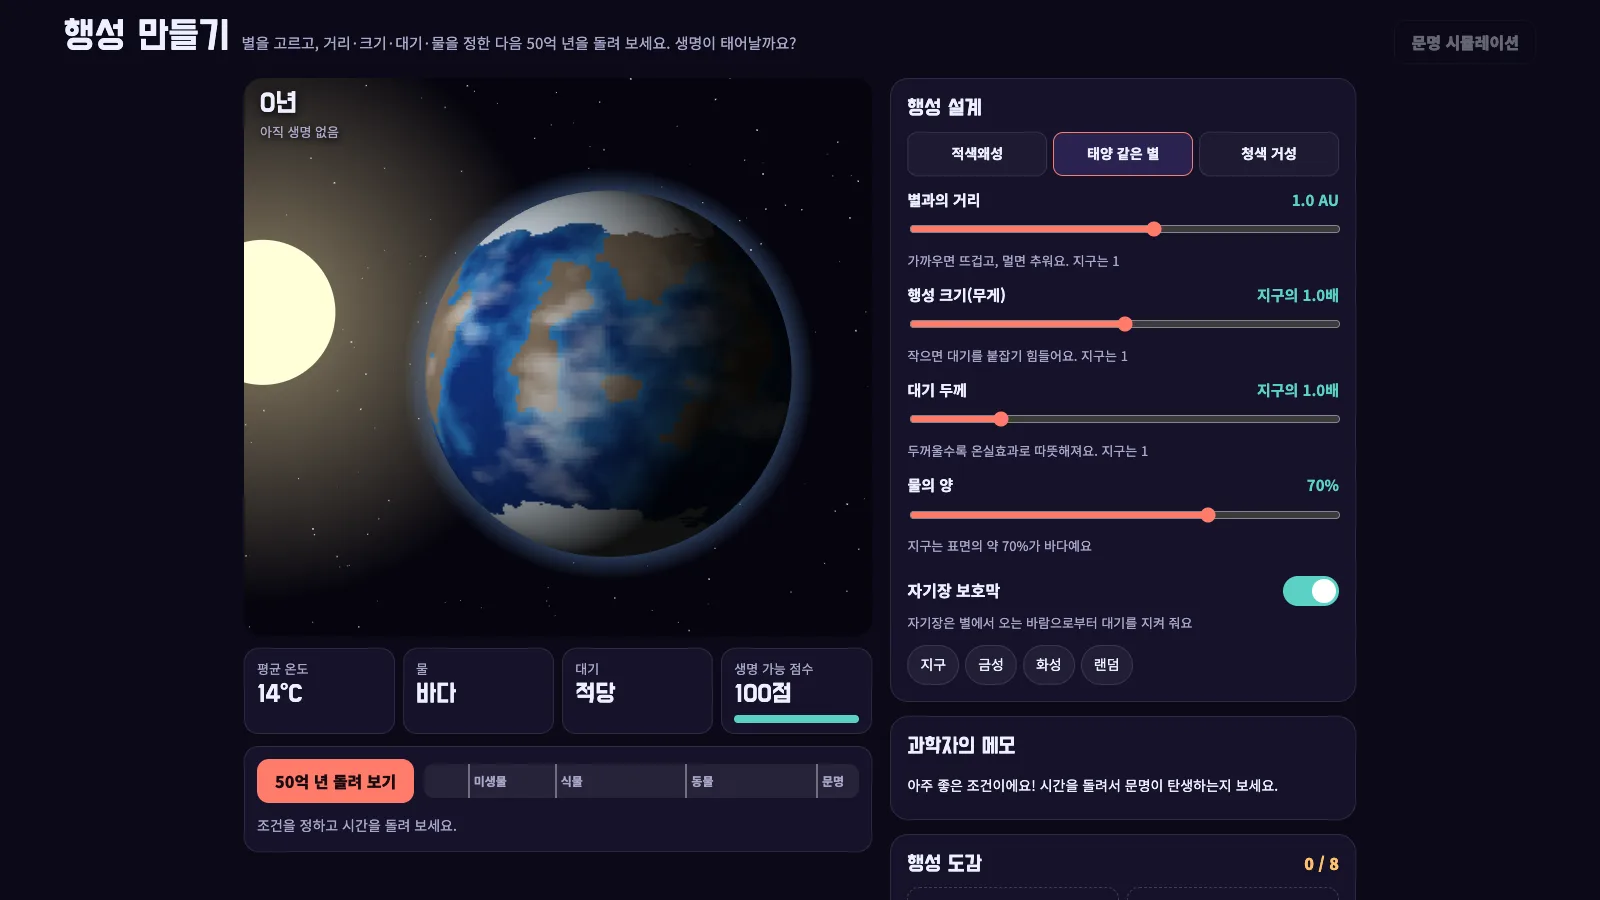 행성 만들기
별을 고르고, 거리·크기·대기·물을 정한 다음 50억 년을 돌려 보세요. 생명이 태어날까요?
문명 시뮬레이션
0년
아직 생명 없음
평균 온도
14°C
물
바다
대기
적당
생명 가능 점수
100점
50억 년 돌려 보기
미생물
식물
동물
문명
조건을 정하고 시간을 돌려 보세요.
행성 설계
적색왜성
태양 같은 별
청색 거성
별과의 거리
1.0 AU
가까우면 뜨겁고, 멀면 추워요. 지구는 1
행성 크기(무게)
지구의 1.0배
작으면 대기를 붙잡기 힘들어요. 지구는 1
대기 두께
지구의 1.0배
두꺼울수록 온실효과로 따뜻해져요. 지구는 1
물의 양
70%
지구는 표면의 약 70%가 바다예요
자기장 보호막
자기장은 별에서 오는 바람으로부터 대기를 지켜 줘요
지구
금성
화성
랜덤
과학자의 메모
아주 좋은 조건이에요! 시간을 돌려서 문명이 탄생하는지 보세요.
행성 도감
0 / 8